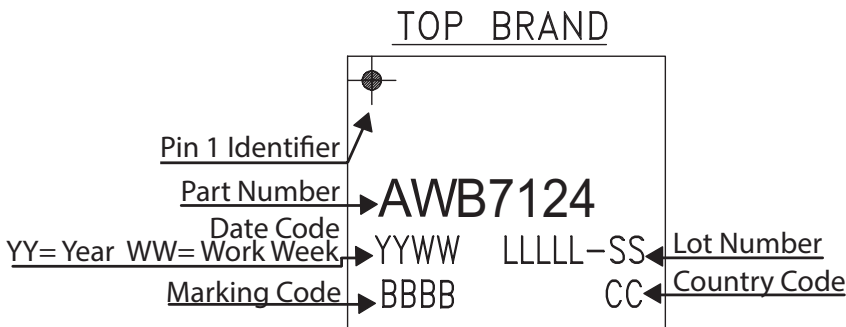 TOP BRAND
Pin 1 Identifier
Part Number AWB7124
Date Code
YY= Year WW= Work Week YYWW LLLLL-SS Lot Number
Marking Code BBBB CC Country Code